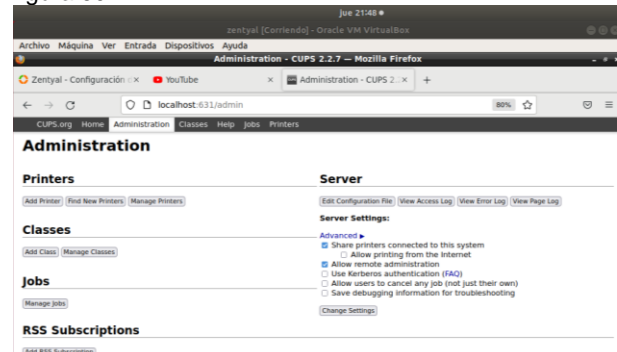 jue 21:48
zentyal [Corriendo] - Oracle VM VirtualBox
Archivo Máquina Ver Entrada Dispositivos Ayuda
Administration - CUPS 2.2.7 — Mozilla Firefox
Zentyal - Configuración
YouTube
Administration - CUPS 2.
localhost:631/admin
80%
CUPS.org Home Administration Classes Help Jobs Printers
Administration
Printers
Add Printer Find New Printers Manage Printers
Classes
Add Class Manage Classes
Jobs
Manage Jobs
RSS Subscriptions
Add RSS Subscription
Server
Edit Configuration File View Access Log View Error Log View Page Log
Server Settings:
Advanced ▸
Share printers connected to this system
Allow printing from the Internet
Allow remote administration
Use Kerberos authentication (FAQ)
Allow users to cancel any job (not just their own)
Save debugging information for troubleshooting
Change Settings